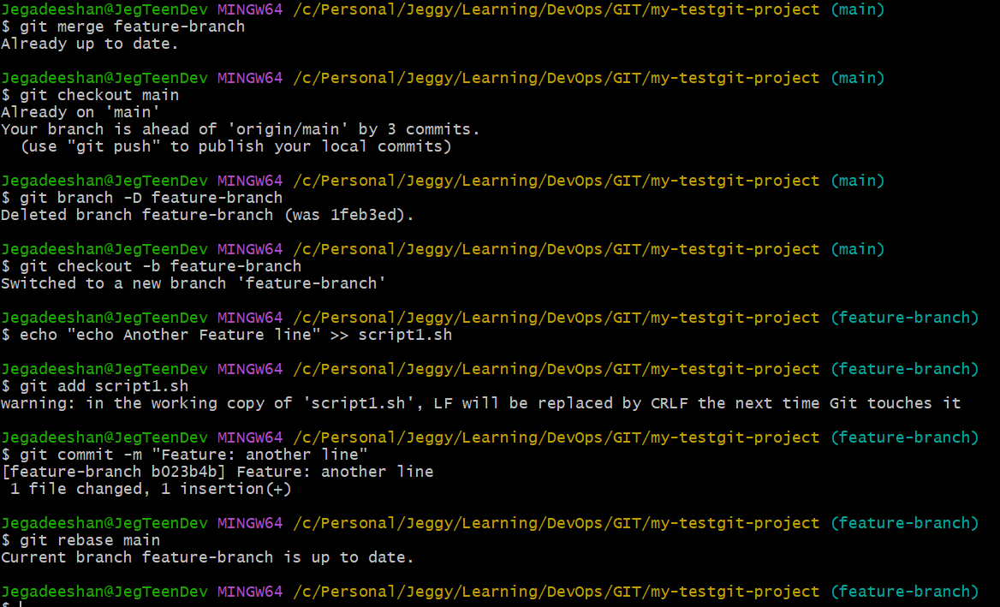 Jegadeeshan@JegTeenDev MINGW64 /c/Personal/Jeggy/Learning/DevOps/GIT/my-testgit-project (main)
$ git merge feature-branch
Already up to date.
Jegadeeshan@JegTeenDev MINGW64 /c/Personal/Jeggy/Learning/DevOps/GIT/my-testgit-project (main)
$ git checkout main
Already on 'main'
Your branch is ahead of 'origin/main' by 3 commits.
  (use "git push" to publish your local commits)
Jegadeeshan@JegTeenDev MINGW64 /c/Personal/Jeggy/Learning/DevOps/GIT/my-testgit-project (main)
$ git branch -D feature-branch
Deleted branch feature-branch (was 1feb3ed).
Jegadeeshan@JegTeenDev MINGW64 /c/Personal/Jeggy/Learning/DevOps/GIT/my-testgit-project (main)
$ git checkout -b feature-branch
Switched to a new branch 'feature-branch'
Jegadeeshan@JegTeenDev MINGW64 /c/Personal/Jeggy/Learning/DevOps/GIT/my-testgit-project (feature-branch)
$ echo "echo Another Feature line" >> script1.sh
Jegadeeshan@JegTeenDev MINGW64 /c/Personal/Jeggy/Learning/DevOps/GIT/my-testgit-project (feature-branch)
$ git add script1.sh
warning: in the working copy of 'script1.sh', LF will be replaced by CRLF the next time Git touches it
Jegadeeshan@JegTeenDev MINGW64 /c/Personal/Jeggy/Learning/DevOps/GIT/my-testgit-project (feature-branch)
$ git commit -m "Feature: another line"
[feature-branch b023b4b] Feature: another line
 1 file changed, 1 insertion(+)
Jegadeeshan@JegTeenDev MINGW64 /c/Personal/Jeggy/Learning/DevOps/GIT/my-testgit-project (feature-branch)
$ git rebase main
Current branch feature-branch is up to date.
Jegadeeshan@JegTeenDev MINGW64 /c/Personal/Jeggy/Learning/DevOps/GIT/my-testgit-project (feature-branch)
$